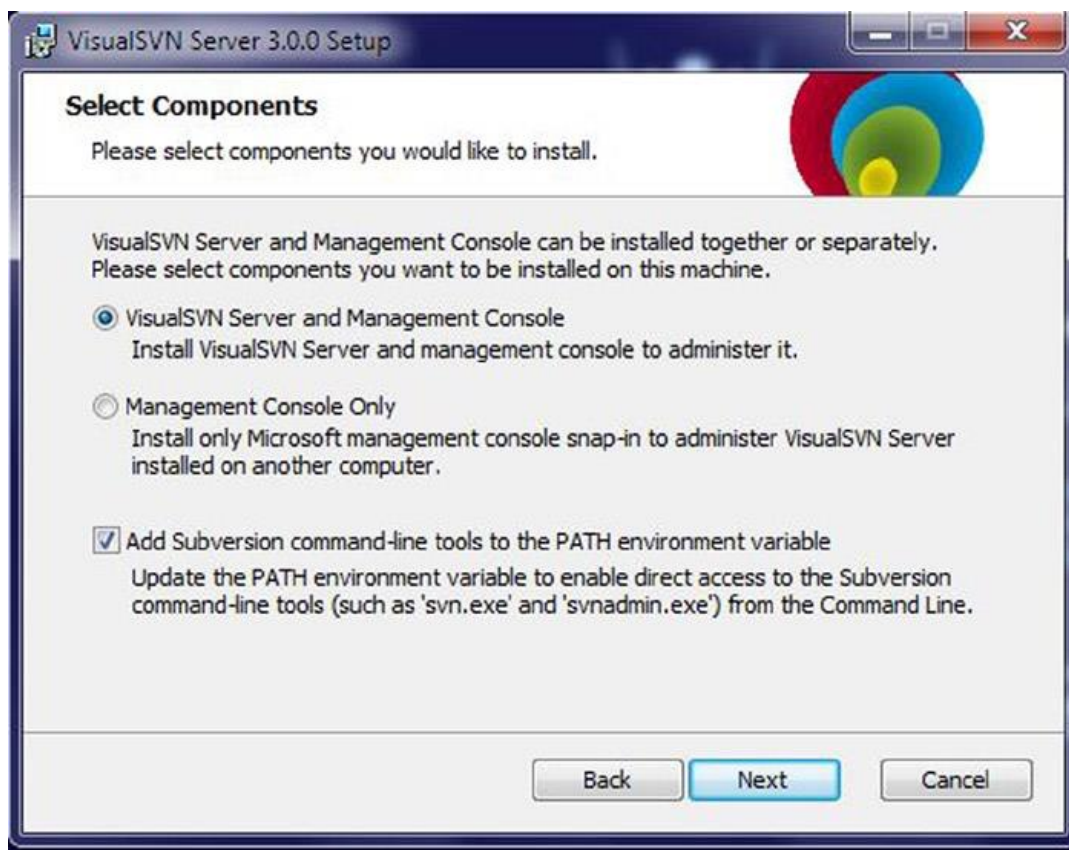 VisualSVN Server 3.0.0 Setup
Select Components
Please select components you would like to install.
VisualSVN Server and Management Console can be installed together or separately.
Please select components you want to be installed on this machine.
VisualSVN Server and Management Console
Install VisualSVN Server and management console to administer it.
Management Console Only
Install only Microsoft management console snap-in to administer VisualSVN Server
installed on another computer.
Add Subversion command-line tools to the PATH environment variable
Update the PATH environment variable to enable direct access to the Subversion
command-line tools (such as 'svn.exe' and 'svnadmin.exe') from the Command Line.
Back Next Cancel